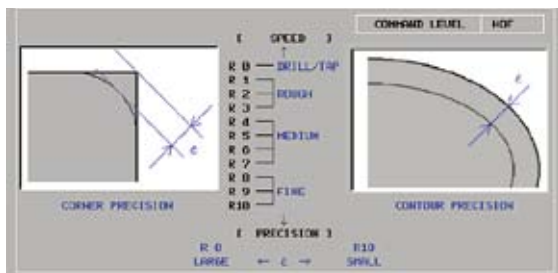 COMMAND LEVEL HOF
[ SPEED ]
R 0 DRILL/TAP
R 1
R 2 ROUGH
R 3
R 4
R 5 MEDIUM
R 6
R 7
R 8
R 9 FINE
R10
[ PRECISION ]
ε
CORNER PRECISION
ε
CONTOUR PRECISION
R 0 R10
LARGE ← ε → SMALL